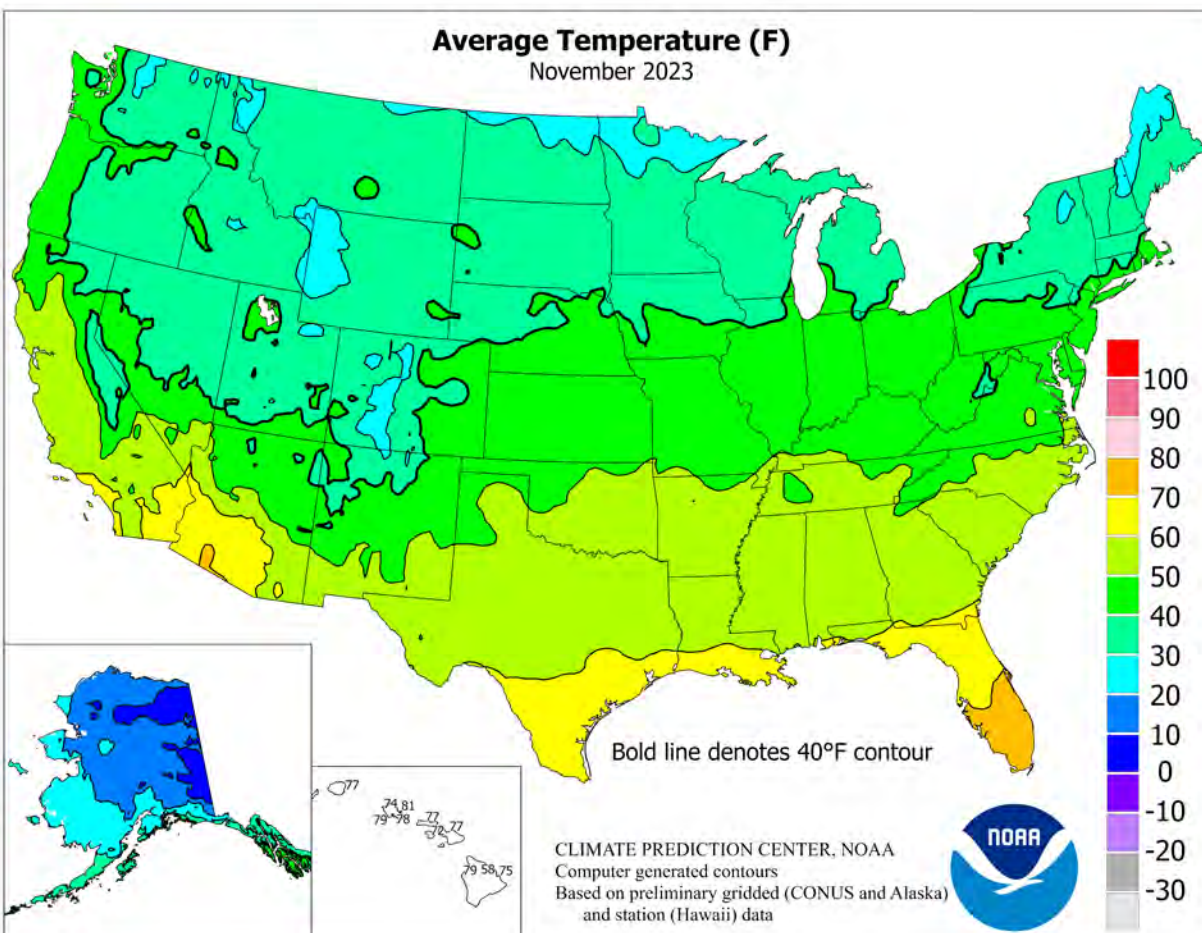 Average Temperature (F)
November 2023
100
90
80
70
60
50
40
30
20
10
0
-10
-20
-30
Bold line denotes 40°F contour
77
74 81
79 78
77
72 77
79 58 75
CLIMATE PREDICTION CENTER, NOAA
Computer generated contours
Based on preliminary gridded (CONUS and Alaska)
and station (Hawaii) data
NOAA